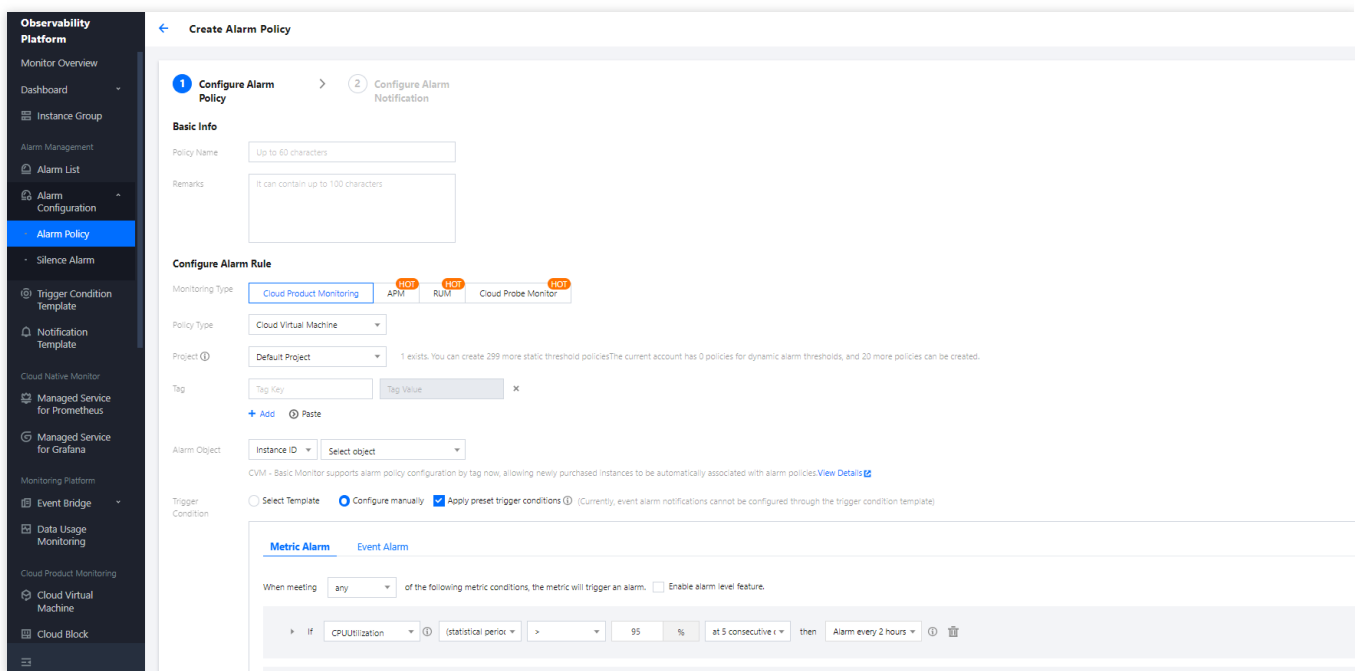 Observability
Platform
Monitor Overview
Dashboard
Instance Group
Alarm Management
Alarm List
Alarm
Configuration
Alarm Policy
Silence Alarm
Trigger Condition
Template
Notification
Template
Cloud Native Monitor
Managed Service
for Prometheus
Managed Service
for Grafana
Monitoring Platform
Event Bridge
Data Usage
Monitoring
Cloud Product Monitoring
Cloud Virtual
Machine
Cloud Block
Create Alarm Policy
1 Configure Alarm
Policy
2 Configure Alarm
Notification
Basic Info
Policy Name Up to 60 characters
Remarks It can contain up to 100 characters
Configure Alarm Rule
Monitoring Type Cloud Product Monitoring APM HOT RUM HOT Cloud Probe Monitor HOT
Policy Type Cloud Virtual Machine
Project Default Project 1 exists. You can create 299 more static threshold policiesThe current account has 0 policies for dynamic alarm thresholds, and 20 more policies can be created.
Tag Tag Key Tag Value
+ Add Paste
Alarm Object Instance ID Select object
CVM - Basic Monitor supports alarm policy configuration by tag now, allowing newly purchased instances to be automatically associated with alarm policies.View Details
Trigger
Condition
Select Template Configure manually Apply preset trigger conditions (Currently, event alarm notifications cannot be configured through the trigger condition template)
Metric Alarm Event Alarm
When meeting any of the following metric conditions, the metric will trigger an alarm. Enable alarm level feature.
If CPUUtilization (statistical perio > 95 % at 5 consecutive then Alarm every 2 hours